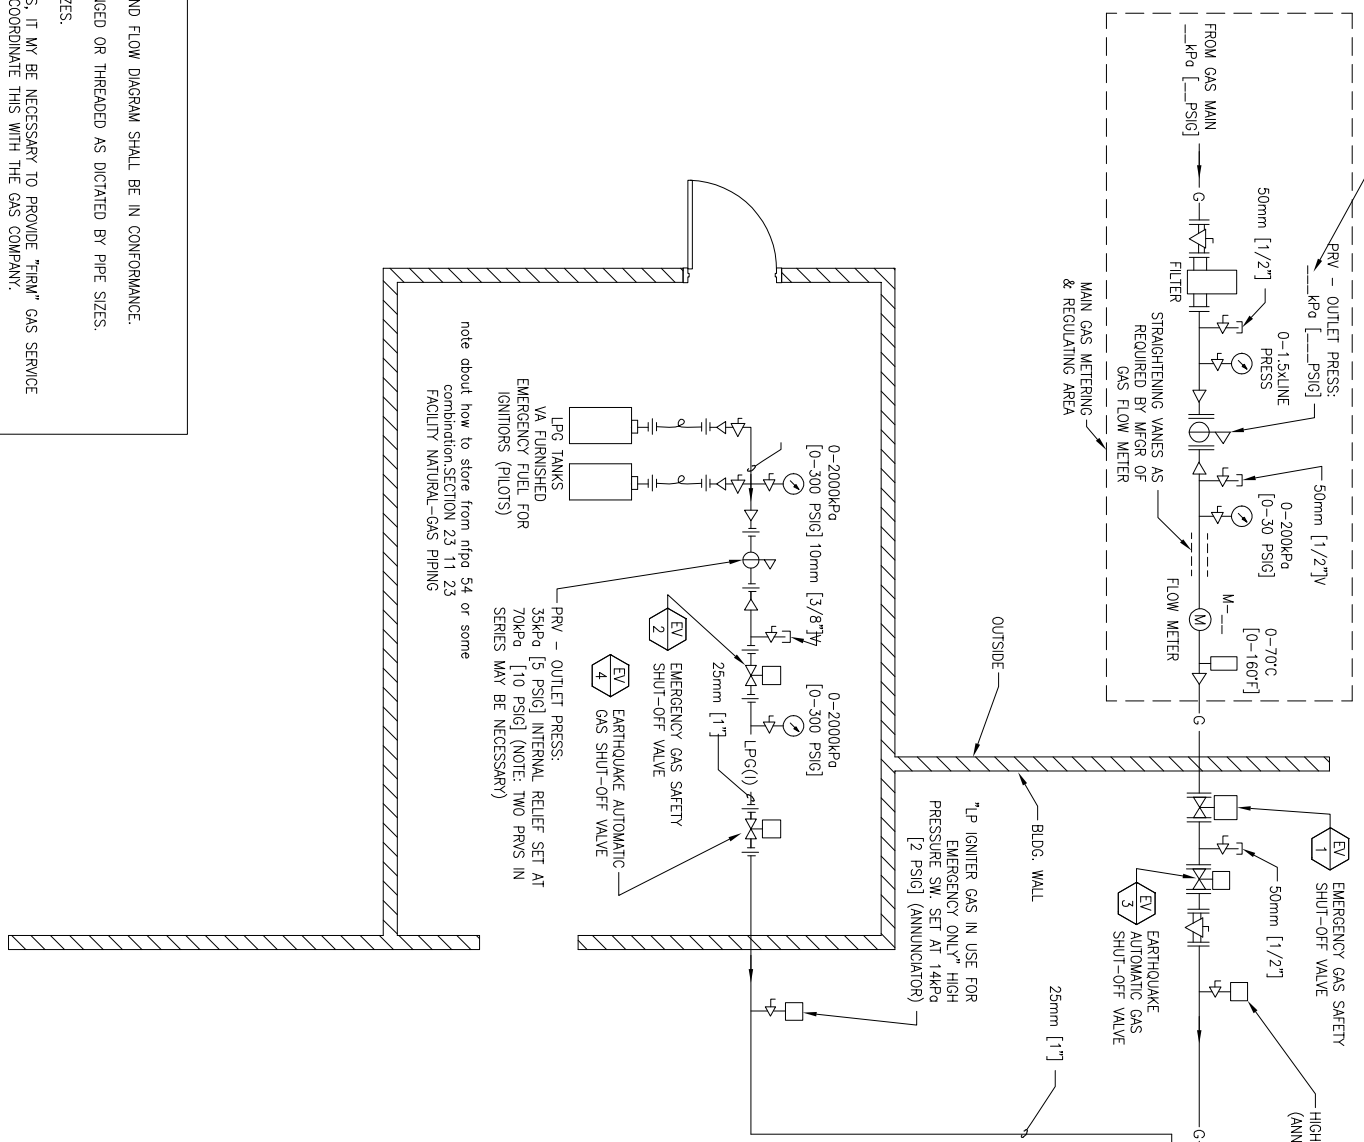 FROM GAS MAIN
__kPa [__PSIG]
G
50mm [1/2"]
FILTER
PRV - OUTLET PRESS:
___kPa [___PSIG]
0-1.5xLINE
PRESS
STRAIGHTENING VANES AS
REQUIRED BY MFGR OF
GAS FLOW METER
MAIN GAS METERING
& REGULATING AREA
50mm [1/2"]V
0-200kPa
[0-30 PSIG]
M---
M
FLOW METER
0-70°C
[0-160°F]
G
OUTSIDE
BLDG. WALL
EV
1
EMERGENCY GAS SAFETY
SHUT-OFF VALVE
50mm [1/2"]
EV
3
EARTHQUAKE
AUTOMATIC GAS
SHUT-OFF VALVE
HIGH
(ANN
G
"LP IGNITER GAS IN USE FOR
EMERGENCY ONLY" HIGH
PRESSURE SW. SET AT 14kPa
[2 PSIG] (ANNUNCIATOR)
25mm [1"]
0-2000kPa
[0-300 PSIG]
10mm [3/8"]V
0-2000kPa
[0-300 PSIG]
LPG(I)
25mm [1"]
LPG TANKS
VA FURNISHED
EMERGENCY FUEL FOR
IGNITIORS (PILOTS)
EV
2
EMERGENCY GAS SAFETY
SHUT-OFF VALVE
EV
4
EARTHQUAKE AUTOMATIC
GAS SHUT-OFF VALVE
PRV - OUTLET PRESS:
35kPa [5 PSIG] INTERNAL RELIEF SET AT
70kPa [10 PSIG] (NOTE: TWO PRVS IN
SERIES MAY BE NECESSARY)
note about how to store from nfpa 54 or some
combination.SECTION 23 11 23
FACILITY NATURAL-GAS PIPING
ND FLOW DIAGRAM SHALL BE IN CONFORMANCE.
NGED OR THREADED AS DICTATED BY PIPE SIZES.
ZES.
S, IT MY BE NECESSARY TO PROVIDE "FIRM" GAS SERVICE
COORDINATE THIS WITH THE GAS COMPANY.